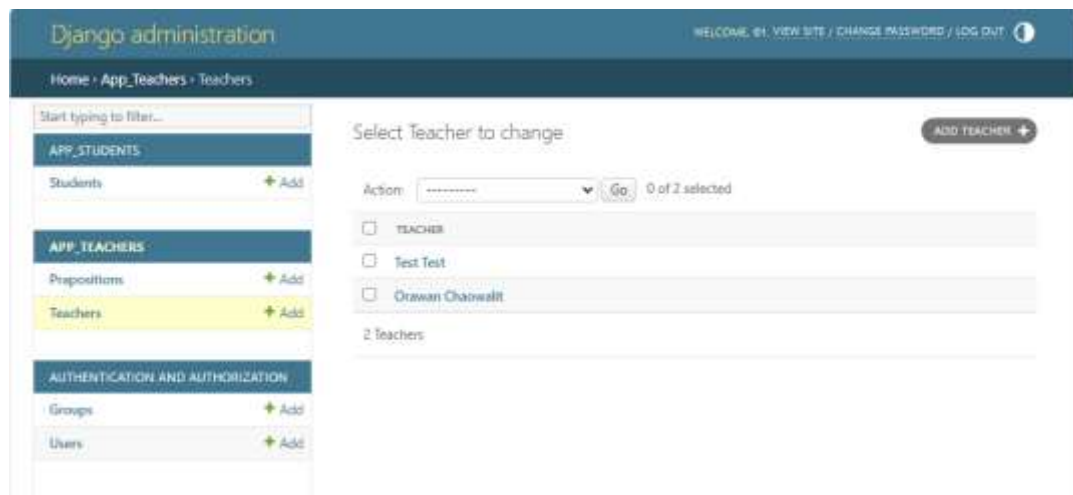 Django administration
WELCOME, 01. VIEW SITE / CHANGE PASSWORD / LOG OUT
Home › App_Teachers › Teachers
Start typing to filter...
APP_STUDENTS
Students + Add
APP_TEACHERS
Prapositions + Add
Teachers + Add
AUTHENTICATION AND AUTHORIZATION
Groups + Add
Users + Add
Select Teacher to change
ADD TEACHER +
Action: --------- Go 0 of 2 selected
TEACHER
Test Test
Orawan Chaowalit
2 Teachers